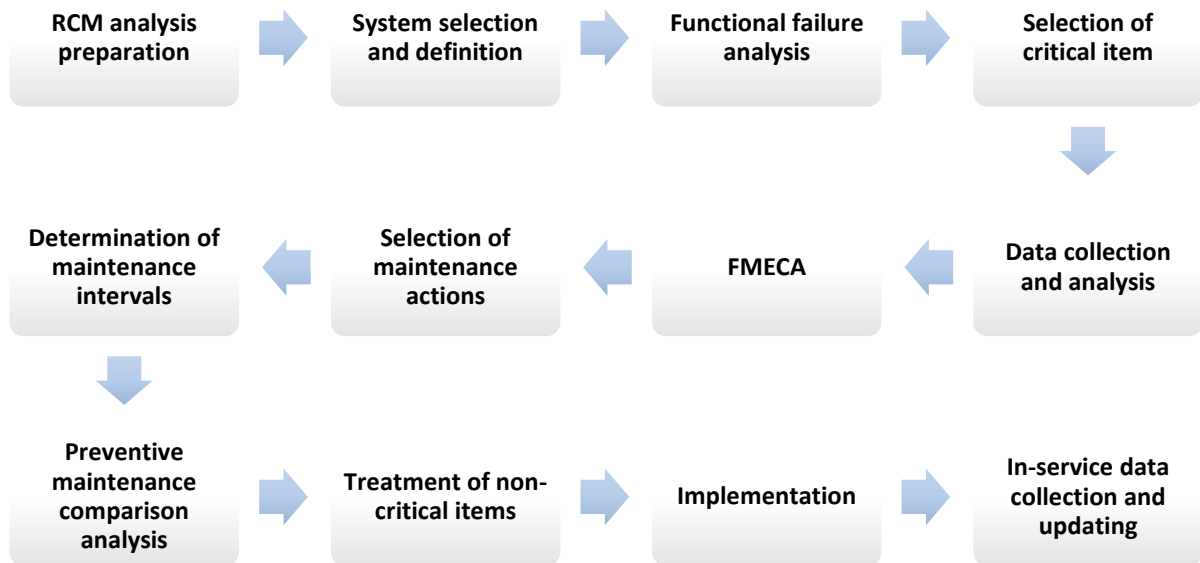 RCM analysis
preparation
System selection
and definition
Functional failure
analysis
Selection of
critical item
Data collection
and analysis
FMECA
Selection of
maintenance
actions
Determination of
maintenance
intervals
Preventive
maintenance
comparison
analysis
Treatment of non-
critical items
Implementation
In-service data
collection and
updating